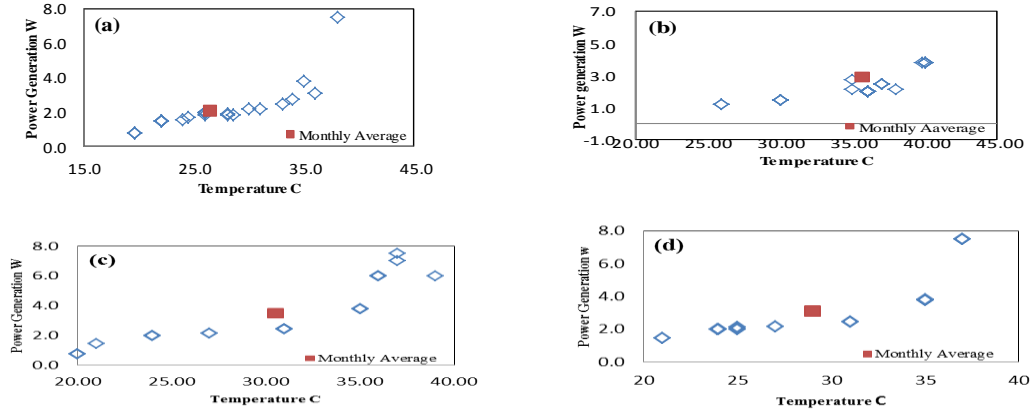 (a)
Power Generation W
8.0
6.0
4.0
2.0
0.0
Monthly Average
15.0 25.0 35.0 45.0
Temperature C
(b)
Power generation W
7.0
5.0
3.0
1.0
-1.0
Monthly Aaverage
20.00 25.00 30.00 35.00 40.00 45.00
Temperature C
(c)
Power Generation W
8.0
6.0
4.0
2.0
0.0
Monthly Average
20.00 25.00 30.00 35.00 40.00
Temperature C
(d)
Power Generation w
8.0
6.0
4.0
2.0
0.0
Monthly Average
20 25 30 35 40
Temperature C